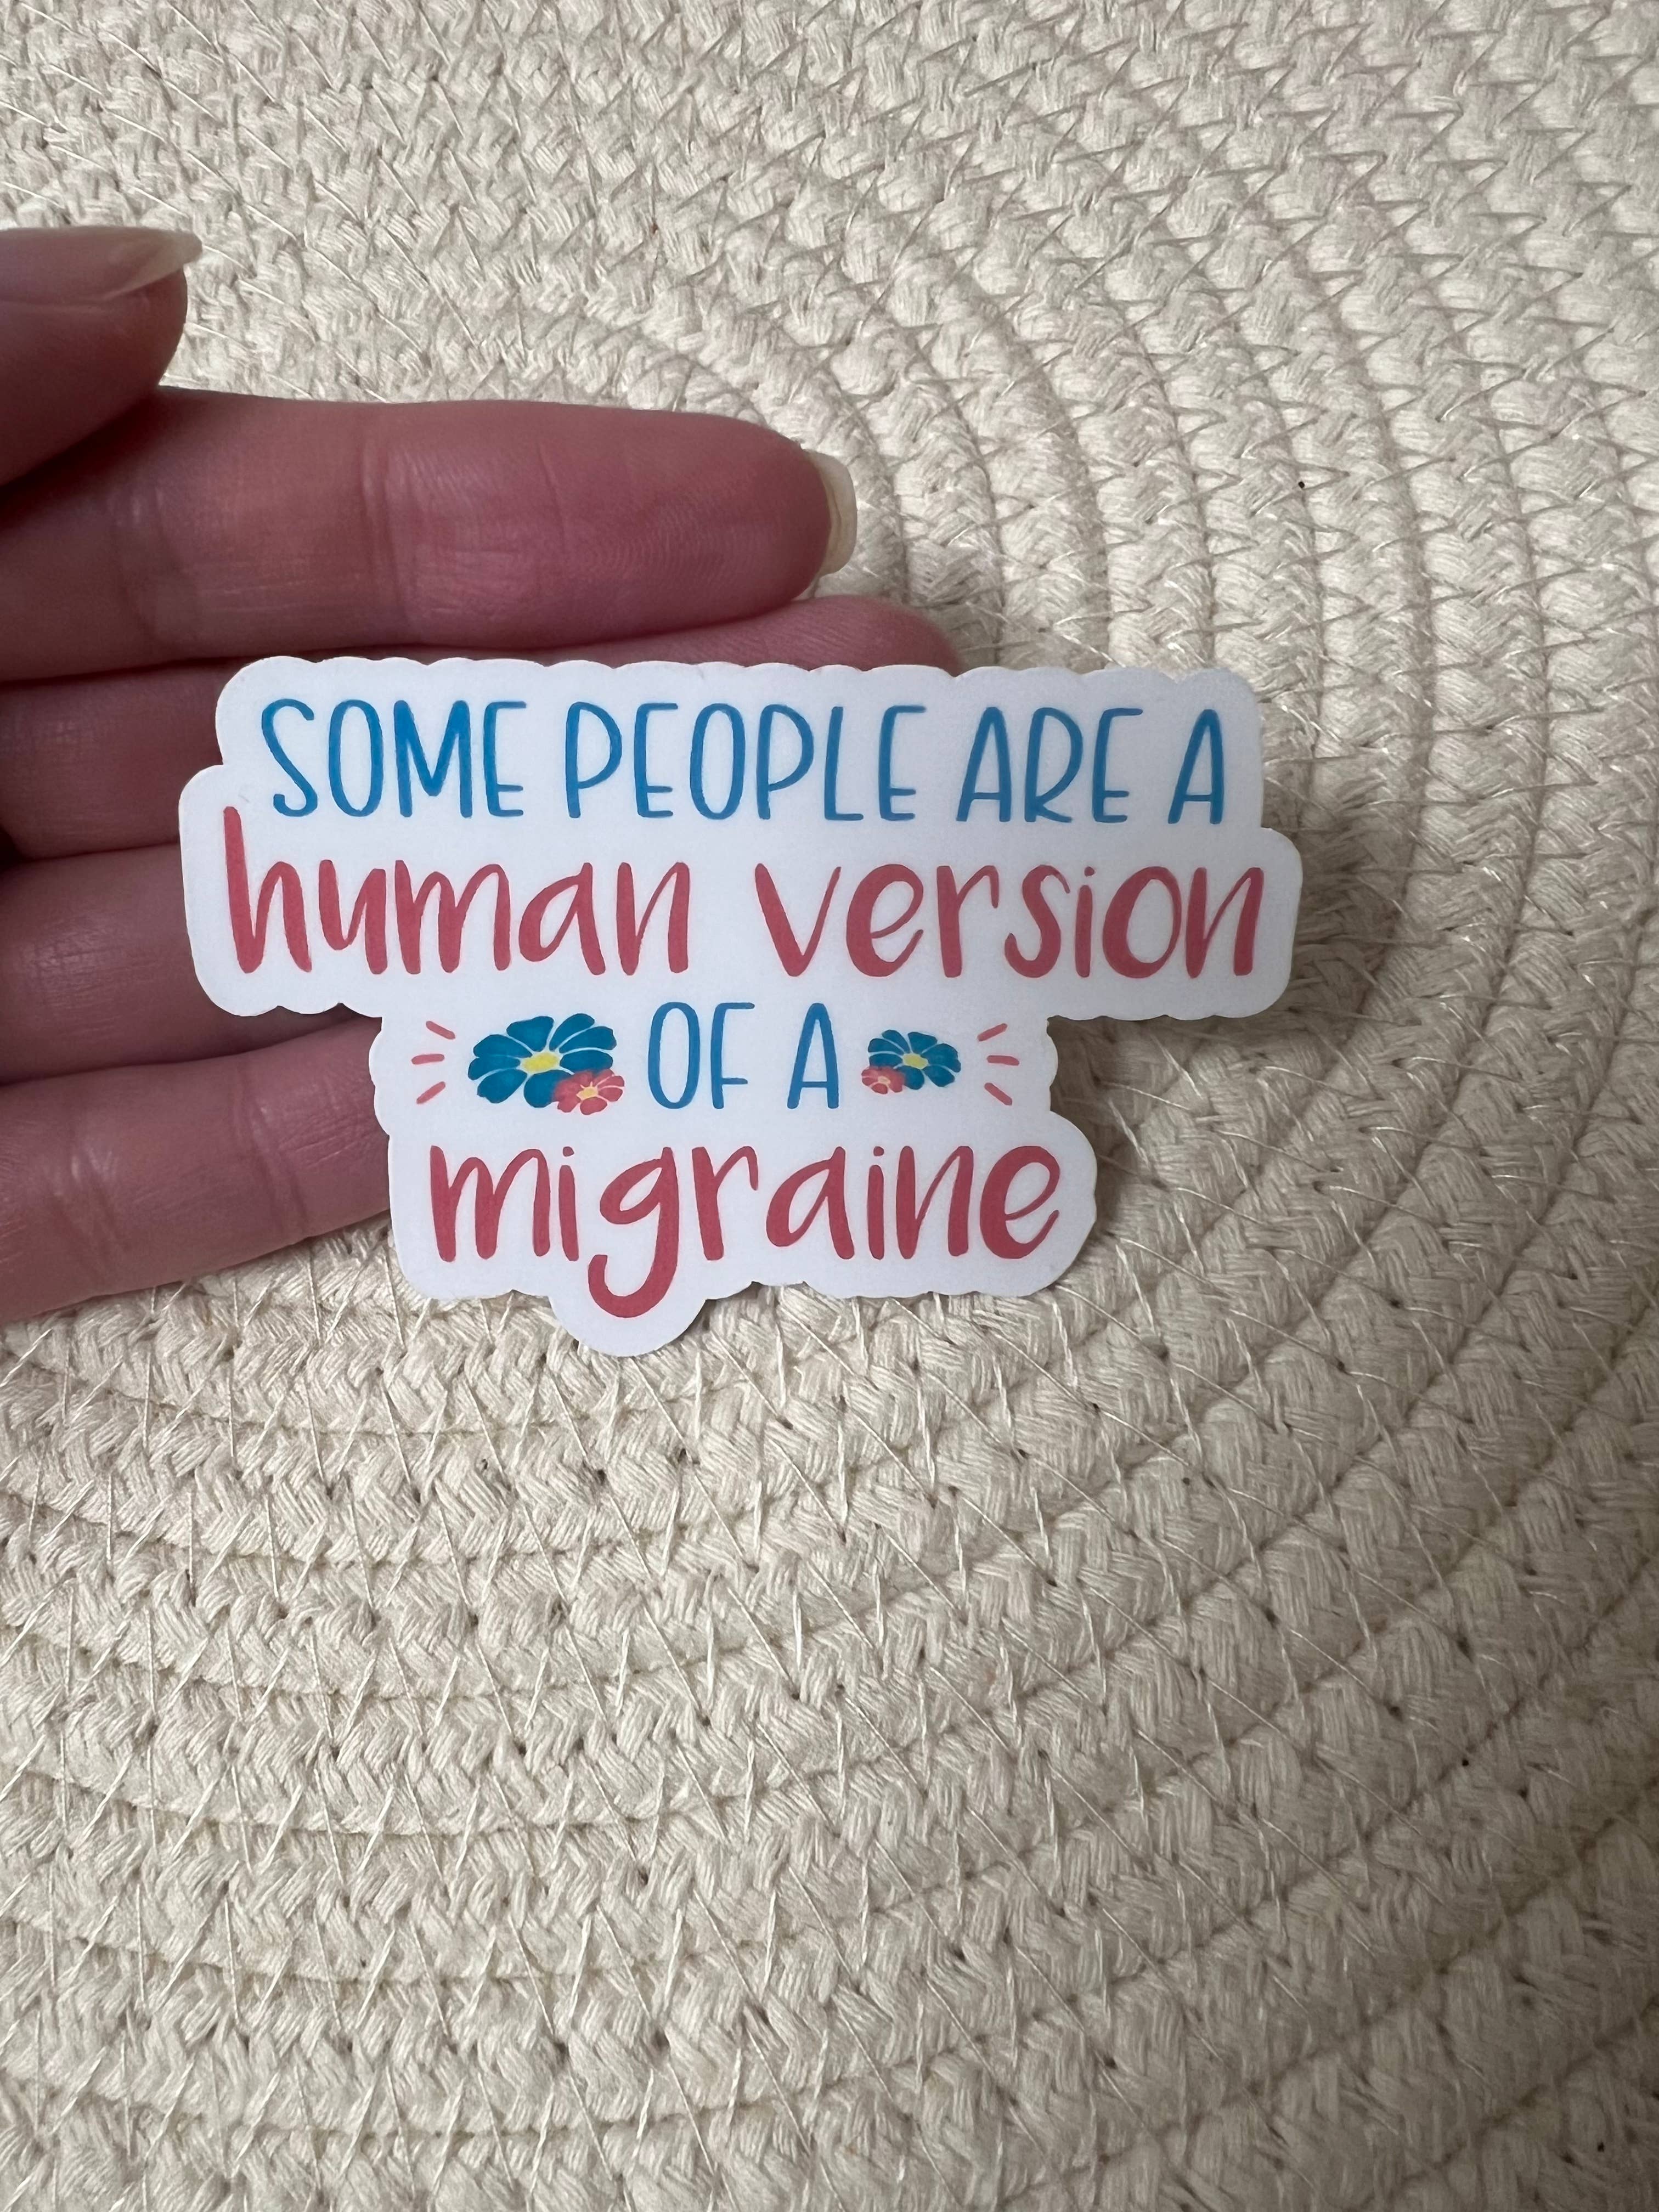 SOME PEOPLE ARE A
human version
OF A
migraine